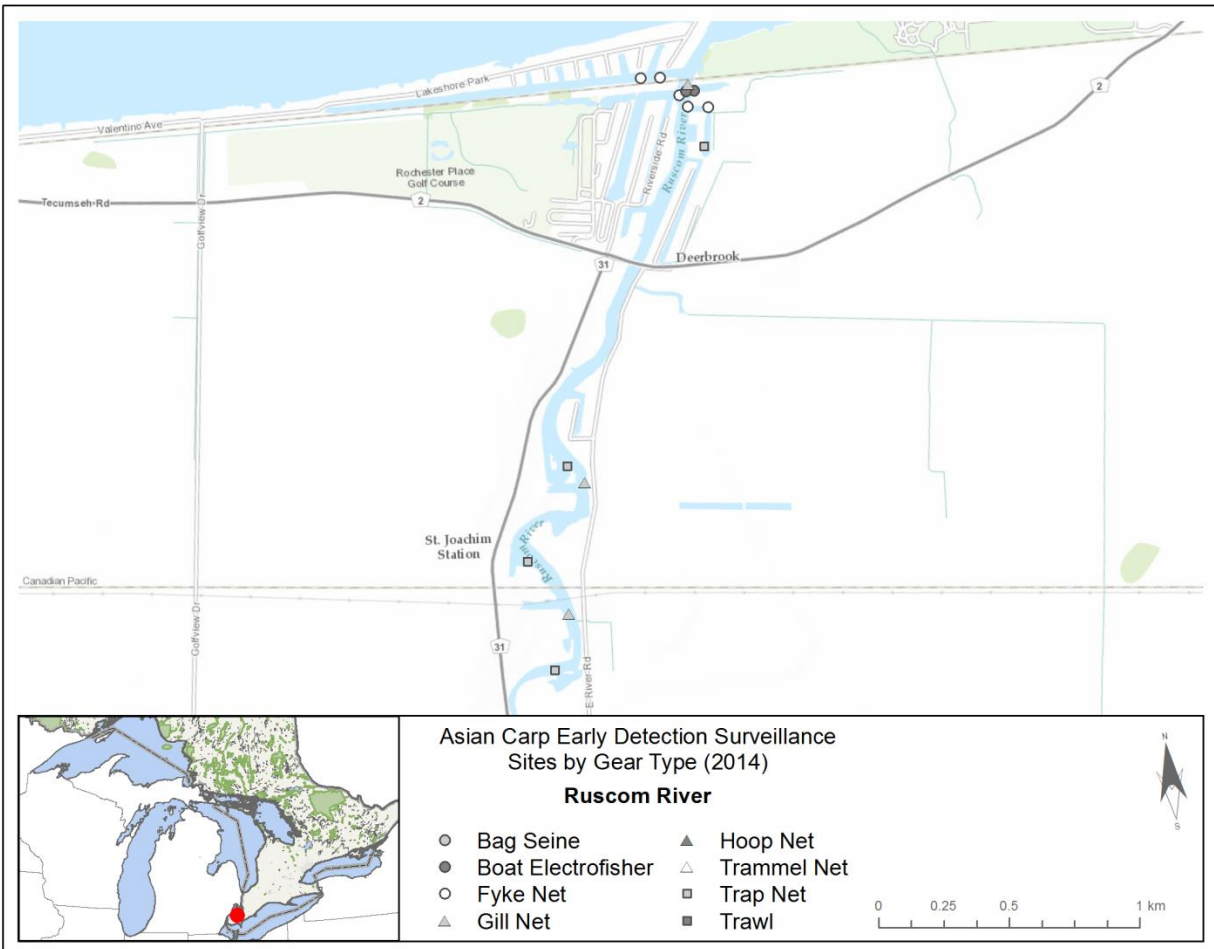 Lakeshore Park
Valentino Ave
2
Riverside Rd
Ruscom River
Rochester Place
Golf Course
Tecumseh Rd
2
Golfview Dr
31
Deerbrook
St. Joachim
Station
Ruscom River
Canadian Pacific
Golfview Dr
31
E River Rd
Asian Carp Early Detection Surveillance
Sites by Gear Type (2014)
Ruscom River
N
S
Bag Seine
Boat Electrofisher
Fyke Net
Gill Net
Hoop Net
Trammel Net
Trap Net
Trawl
0 0.25 0.5 1 km